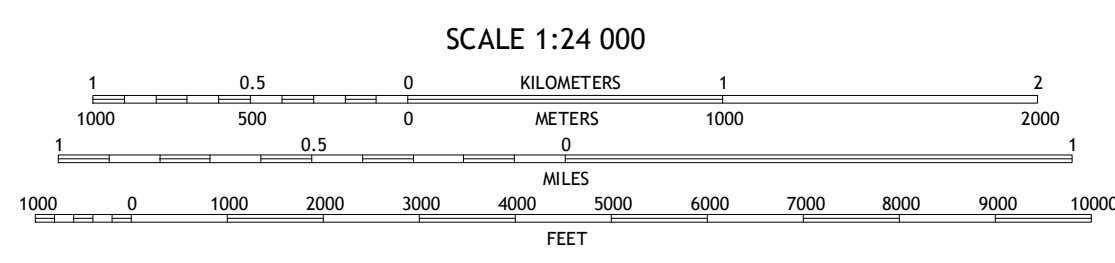 SCALE 1:24 000
1 0.5 0 KILOMETERS 1 2
1000 500 0 METERS 1000 2000
1 0.5 0 1
MILES
1000 0 1000 2000 3000 4000 5000 6000 7000 8000 9000 10000
FEET